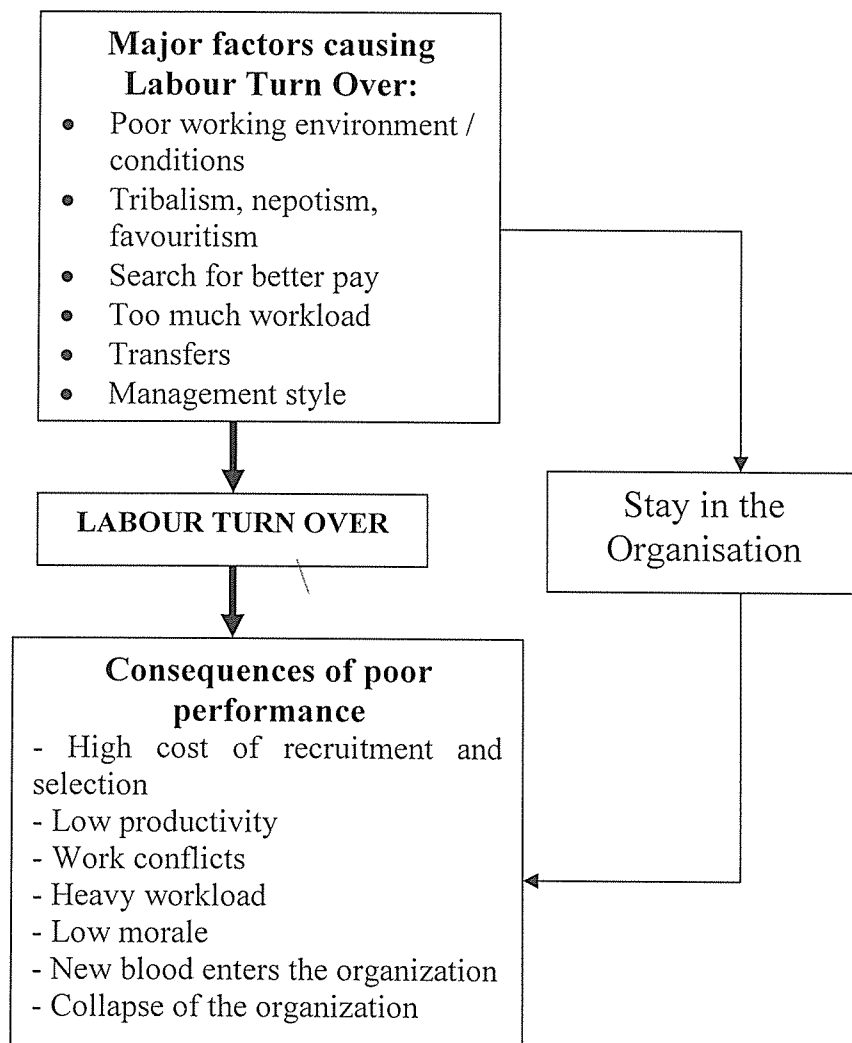 Major factors causing
Labour Turn Over:
• Poor working environment /
conditions
• Tribalism, nepotism,
favouritism
• Search for better pay
• Too much workload
• Transfers
• Management style
LABOUR TURN OVER
Stay in the
Organisation
Consequences of poor
performance
- High cost of recruitment and
selection
- Low productivity
- Work conflicts
- Heavy workload
- Low morale
- New blood enters the organization
- Collapse of the organization